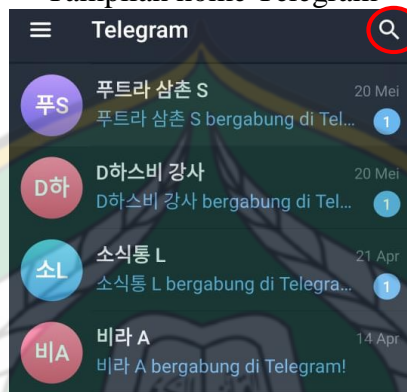 Tampilan home Telegram
Telegram
푸S
푸트라 삼촌 S
20 Mei
푸트라 삼촌 S bergabung di Tel...
1
D하
D하스비 강사
20 Mei
D하스비 강사 bergabung di Tel...
1
소L
소식통 L
21 Apr
소식통 L bergabung di Telegra...
1
비A
비라 A
14 Apr
비라 A bergabung di Telegram!